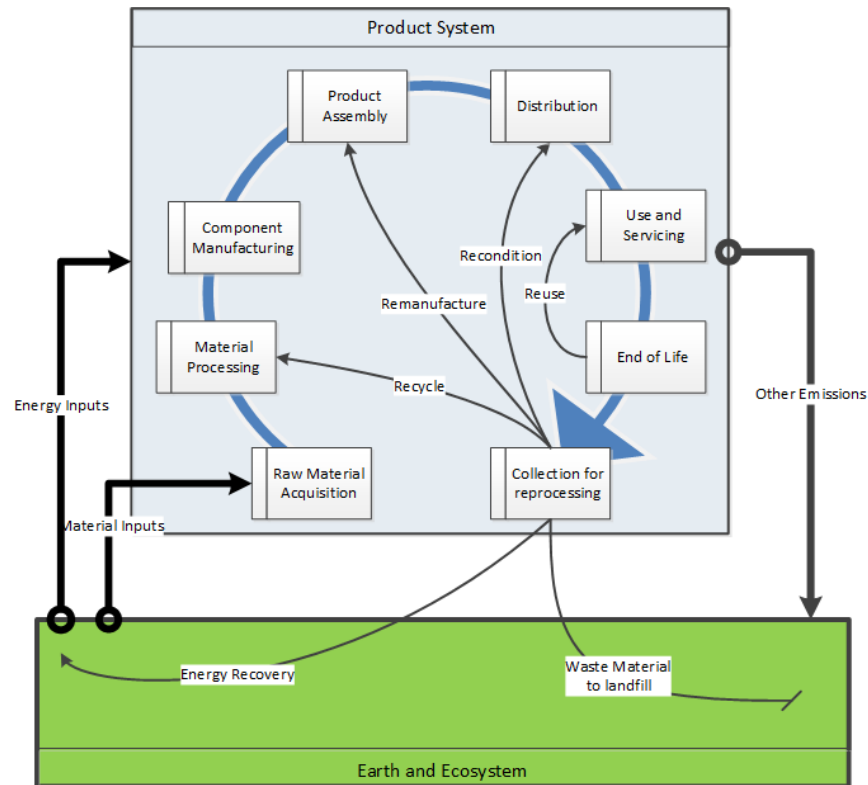 Product System
Product
Assembly
Distribution
Component
Manufacturing
Use and
Servicing
Recondition
Reuse
Remanufacture
Material
Processing
End of Life
Recycle
Energy Inputs
Other Emissions
Raw Material
Acquisition
Collection for
reprocessing
Material Inputs
Energy Recovery
Waste Material
to landfill
Earth and Ecosystem